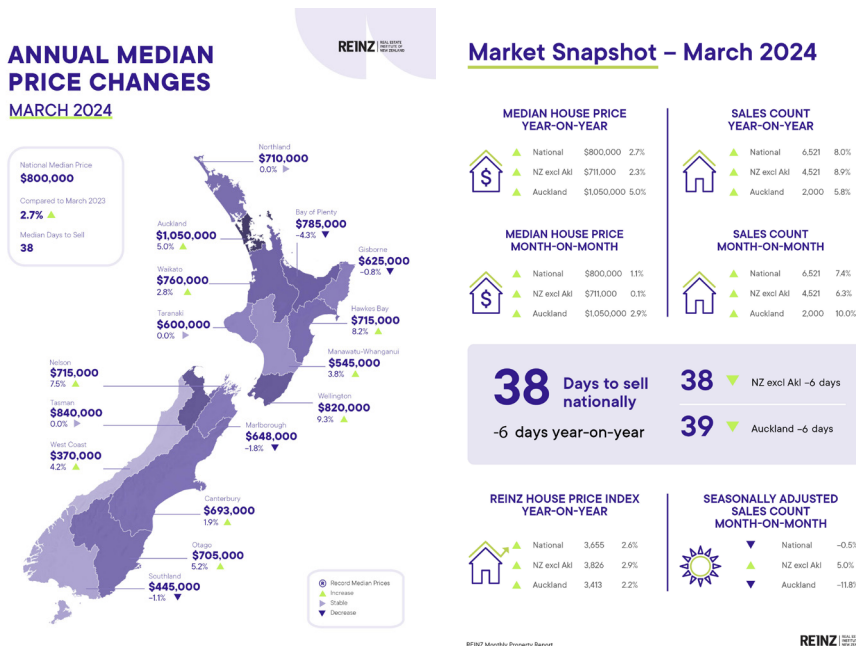 REINZ
REAL ESTATE
INSTITUTE OF
NEW ZEALAND
ANNUAL MEDIAN
PRICE CHANGES
MARCH 2024
National Median Price
$800,000
Compared to March 2023
2.7%
Median Days to Sell
38
Northland
$710,000
0.0%
Auckland
$1,050,000
5.0%
Bay of Plenty
$785,000
-4.3%
Gisborne
$625,000
-0.8%
Waikato
$760,000
2.8%
Taranaki
$600,000
0.0%
Hawkes Bay
$715,000
8.2%
Manawatu-Whanganui
$545,000
3.8%
Nelson
$715,000
7.5%
Wellington
$820,000
9.3%
Tasman
$840,000
0.0%
Marlborough
$648,000
-1.8%
West Coast
$370,000
4.2%
Canterbury
$693,000
1.9%
Otago
$705,000
5.2%
Southland
$445,000
-1.1%
Record Median Prices
Increase
Stable
Decrease
Market Snapshot – March 2024
MEDIAN HOUSE PRICE
YEAR-ON-YEAR
National $800,000 2.7%
NZ excl Akl $711,000 2.3%
Auckland $1,050,000 5.0%
SALES COUNT
YEAR-ON-YEAR
National 6,521 8.0%
NZ excl Akl 4,521 8.9%
Auckland 2,000 5.8%
MEDIAN HOUSE PRICE
MONTH-ON-MONTH
National $800,000 1.1%
NZ excl Akl $711,000 0.1%
Auckland $1,050,000 2.9%
SALES COUNT
MONTH-ON-MONTH
National 6,521 7.4%
NZ excl Akl 4,521 6.3%
Auckland 2,000 10.0%
38 Days to sell
nationally
-6 days year-on-year
38 NZ excl Akl -6 days
39 Auckland -6 days
REINZ HOUSE PRICE INDEX
YEAR-ON-YEAR
National 3,655 2.6%
NZ excl Akl 3,826 2.9%
Auckland 3,413 2.2%
SEASONALLY ADJUSTED
SALES COUNT
MONTH-ON-MONTH
National -0.5%
NZ excl Akl 5.0%
Auckland -11.8%
REINZ Monthly Property Report
REINZ